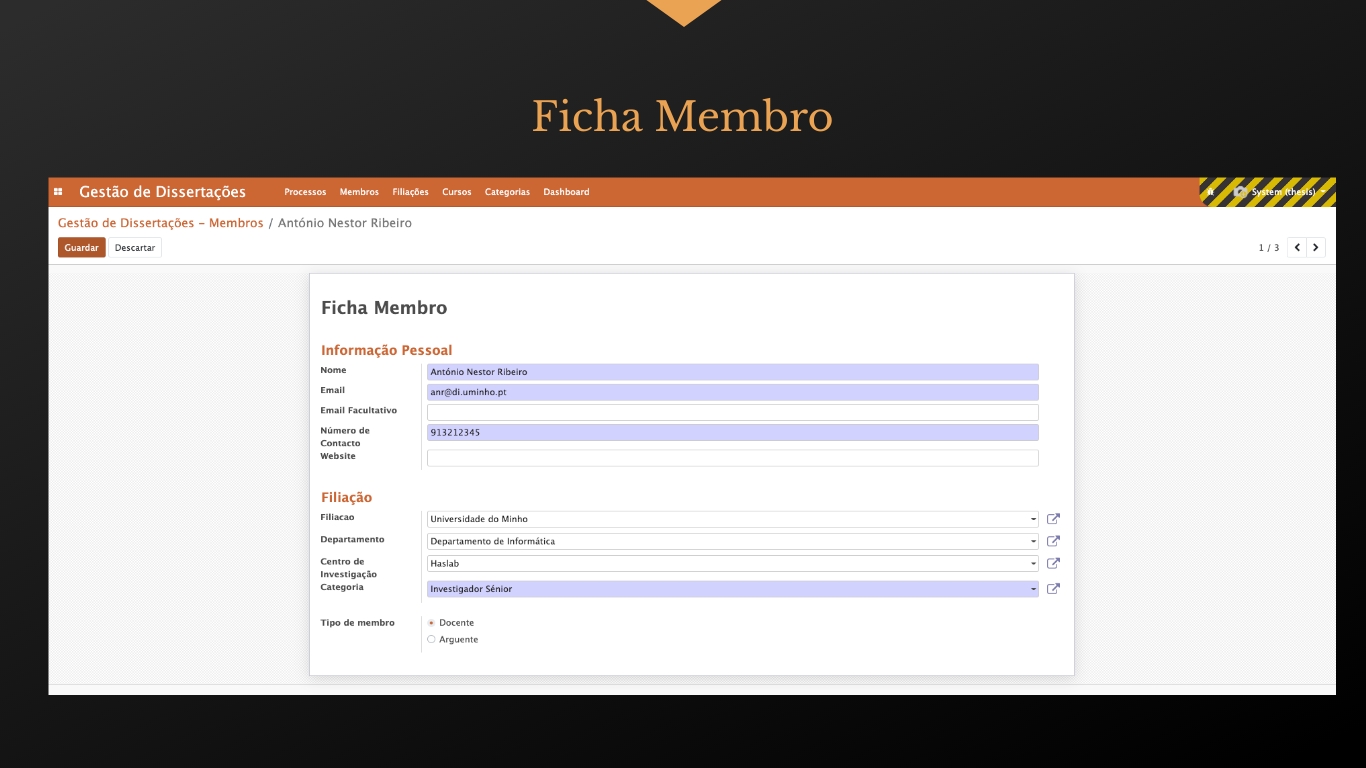 Ficha Membro
Gestão de Dissertações Processos Membros Filiações Cursos Categorias Dashboard System (thesis)
Gestão de Dissertações – Membros / António Nestor Ribeiro
Guardar Descartar 1 / 3
Ficha Membro
Informação Pessoal
Nome António Nestor Ribeiro
Email anr@di.uminho.pt
Email Facultativo
Número de
Contacto 913212345
Website
Filiação
Filiacao Universidade do Minho
Departamento Departamento de Informática
Centro de
Investigação Haslab
Categoria Investigador Sénior
Tipo de membro Docente
Arguente